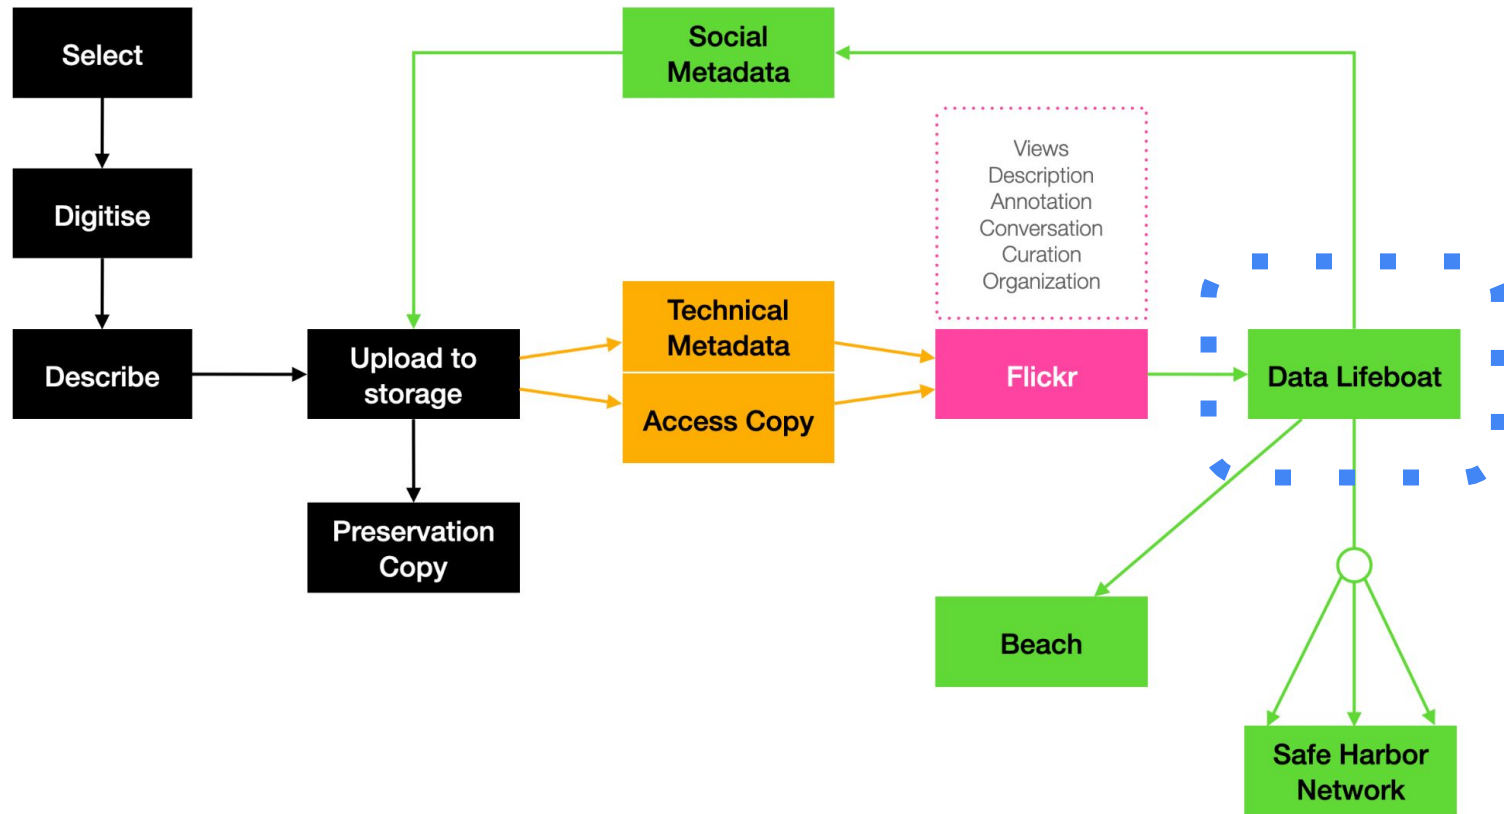 Select
Social
Metadata
Views
Description
Annotation
Conversation
Curation
Organization
Digitise
Technical
Metadata
Describe
Upload to
storage
Access Copy
Flickr
Data Lifeboat
Preservation
Copy
Beach
Safe Harbor
Network